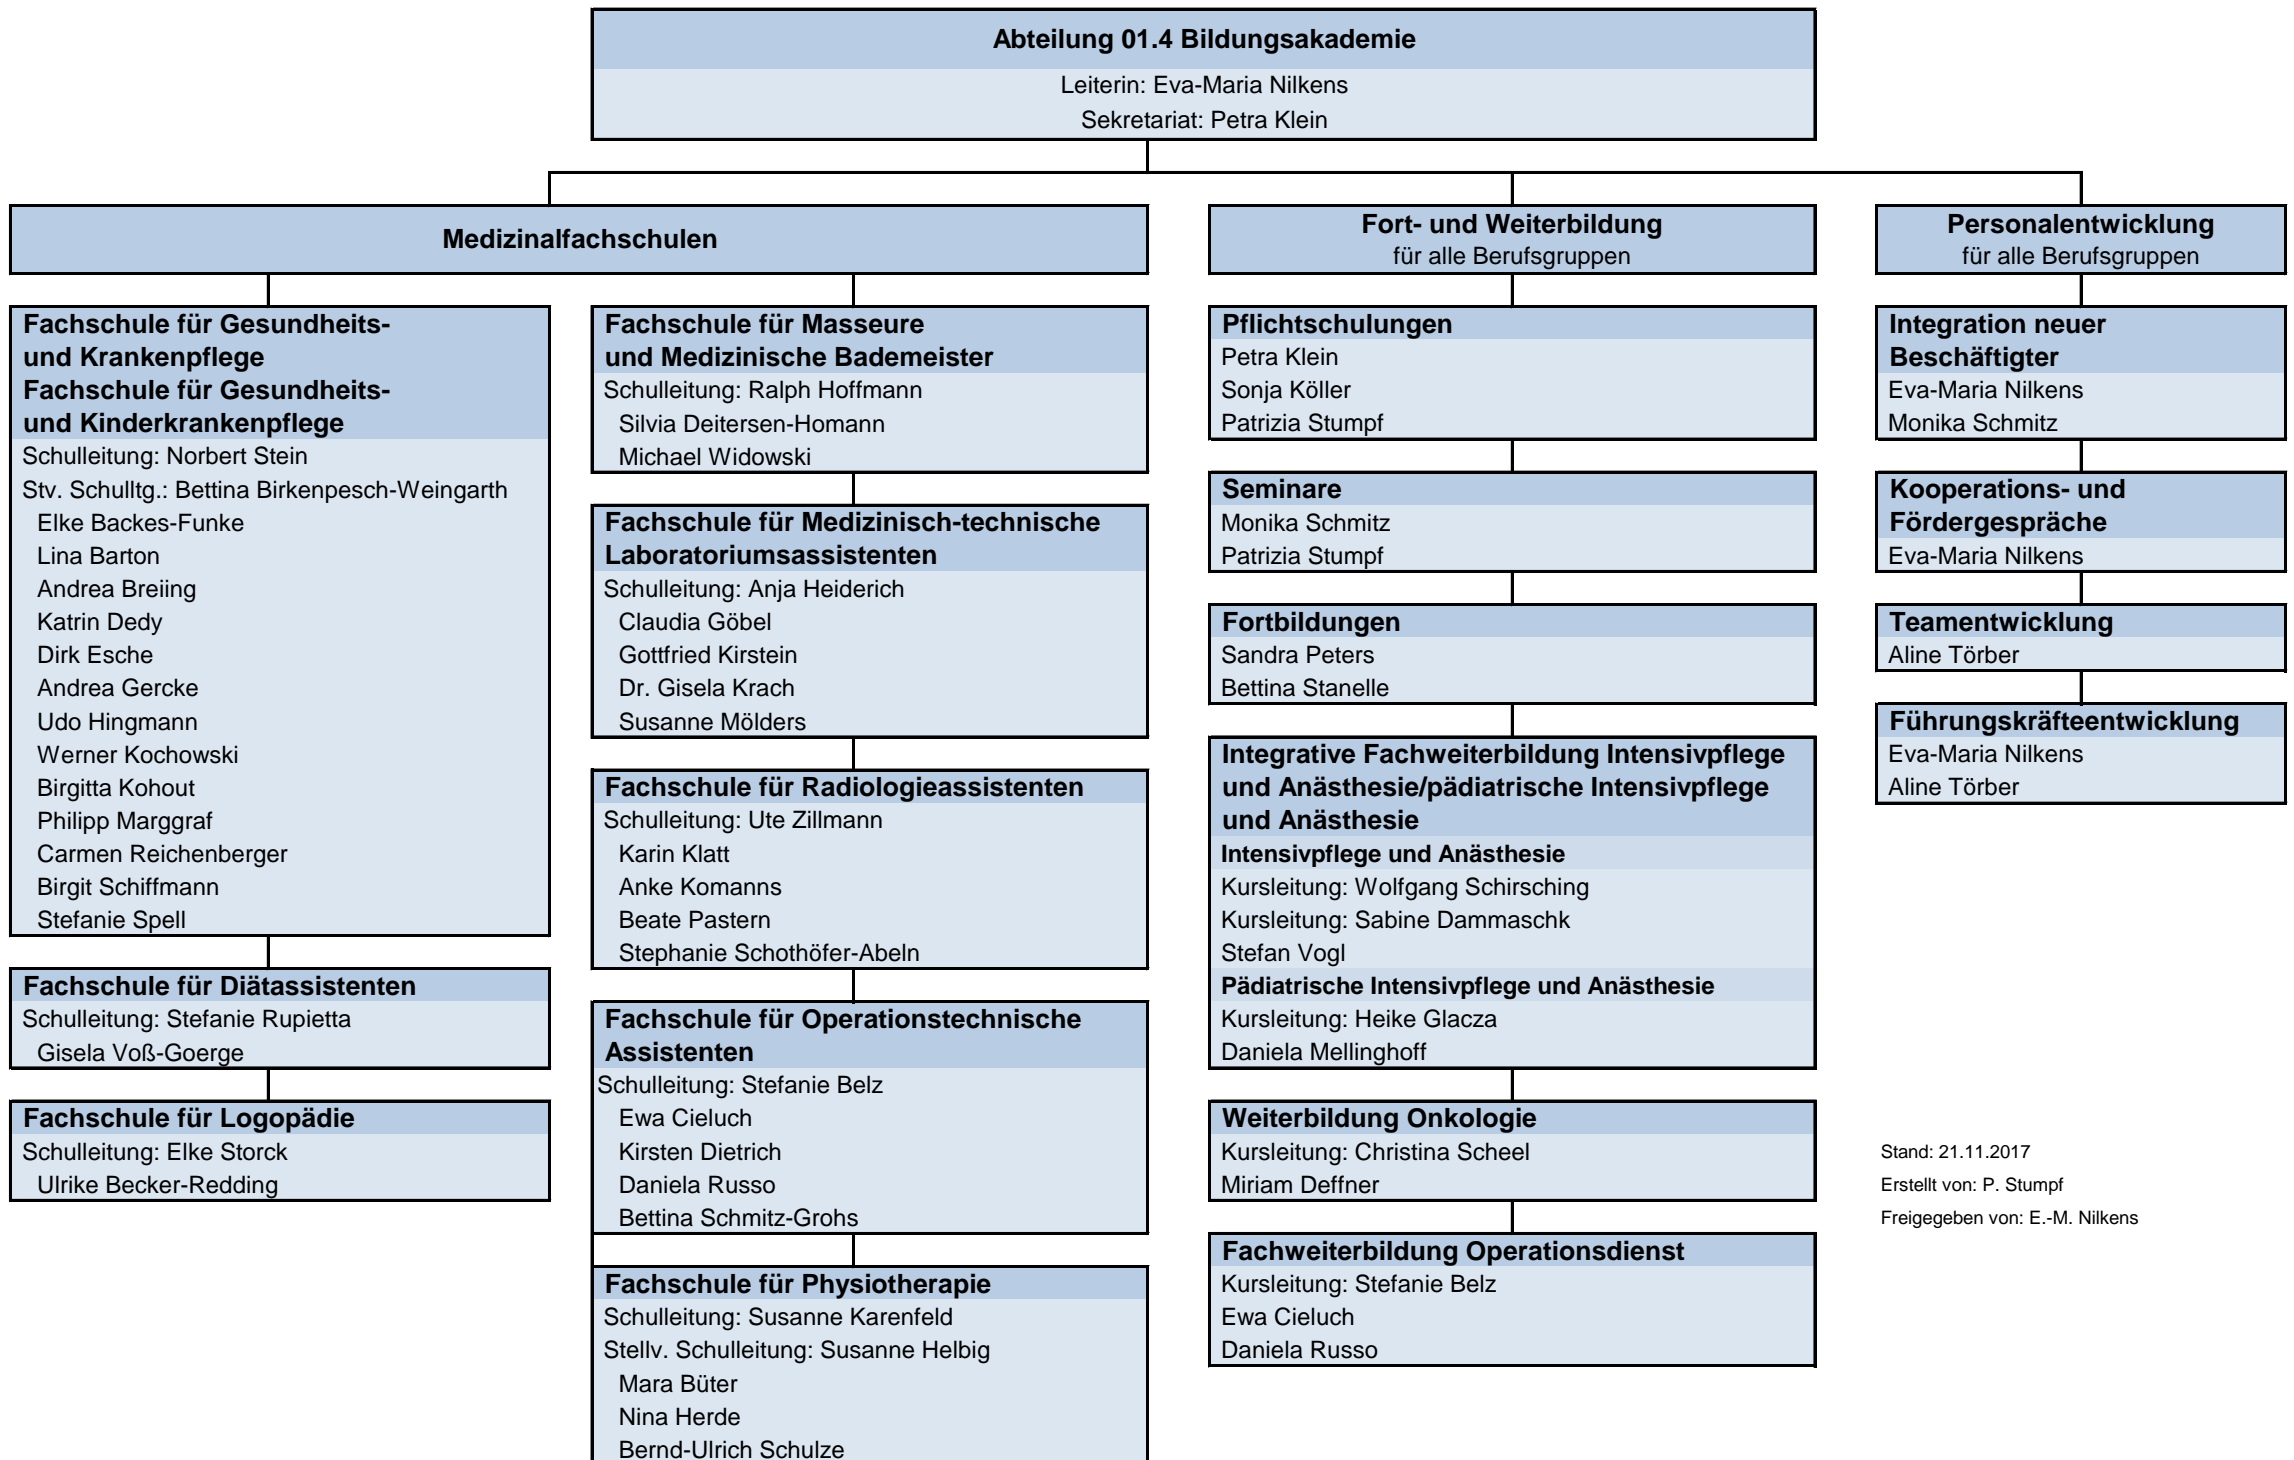 Abteilung 01.4 Bildungsakademie
Leiterin: Eva-Maria Nilkens
Sekretariat: Petra Klein
Medizinalfachschulen
Fachschule für Gesundheits-
und Krankenpflege
Fachschule für Gesundheits-
und Kinderkrankenpflege
Schulleitung: Norbert Stein
Stv. Schulltg.: Bettina Birkenpesch-Weingarth
Elke Backes-Funke
Lina Barton
Andrea Breiing
Katrin Dedy
Dirk Esche
Andrea Gercke
Udo Hingmann
Werner Kochowski
Birgitta Kohout
Philipp Marggraf
Carmen Reichenberger
Birgit Schiffmann
Stefanie Spell
Fachschule für Diätassistenten
Schulleitung: Stefanie Rupietta
Gisela Voß-Goerge
Fachschule für Logopädie
Schulleitung: Elke Storck
Ulrike Becker-Redding
Fachschule für Masseure
und Medizinische Bademeister
Schulleitung: Ralph Hoffmann
Silvia Deitersen-Homann
Michael Widowski
Fachschule für Medizinisch-technische
Laboratoriumsassistenten
Schulleitung: Anja Heiderich
Claudia Göbel
Gottfried Kirstein
Dr. Gisela Krach
Susanne Mölders
Fachschule für Radiologieassistenten
Schulleitung: Ute Zillmann
Karin Klatt
Anke Komanns
Beate Pastern
Stephanie Schothöfer-Abeln
Fachschule für Operationstechnische
Assistenten
Schulleitung: Stefanie Belz
Ewa Cieluch
Kirsten Dietrich
Daniela Russo
Bettina Schmitz-Grohs
Fachschule für Physiotherapie
Schulleitung: Susanne Karenfeld
Stellv. Schulleitung: Susanne Helbig
Mara Büter
Nina Herde
Bernd-Ulrich Schulze
Fort- und Weiterbildung
für alle Berufsgruppen
Pflichtschulungen
Petra Klein
Sonja Köller
Patrizia Stumpf
Seminare
Monika Schmitz
Patrizia Stumpf
Fortbildungen
Sandra Peters
Bettina Stanelle
Integrative Fachweiterbildung Intensivpflege
und Anästhesie/pädiatrische Intensivpflege
und Anästhesie
Intensivpflege und Anästhesie
Kursleitung: Wolfgang Schirsching
Kursleitung: Sabine Dammaschk
Stefan Vogl
Pädiatrische Intensivpflege und Anästhesie
Kursleitung: Heike Glacza
Daniela Mellinghoff
Weiterbildung Onkologie
Kursleitung: Christina Scheel
Miriam Deffner
Fachweiterbildung Operationsdienst
Kursleitung: Stefanie Belz
Ewa Cieluch
Daniela Russo
Personalentwicklung
für alle Berufsgruppen
Integration neuer
Beschäftigter
Eva-Maria Nilkens
Monika Schmitz
Kooperations- und
Fördergespräche
Eva-Maria Nilkens
Teamentwicklung
Aline Törber
Führungskräfteentwicklung
Eva-Maria Nilkens
Aline Törber
Stand: 21.11.2017
Erstellt von: P. Stumpf
Freigegeben von: E.-M. Nilkens